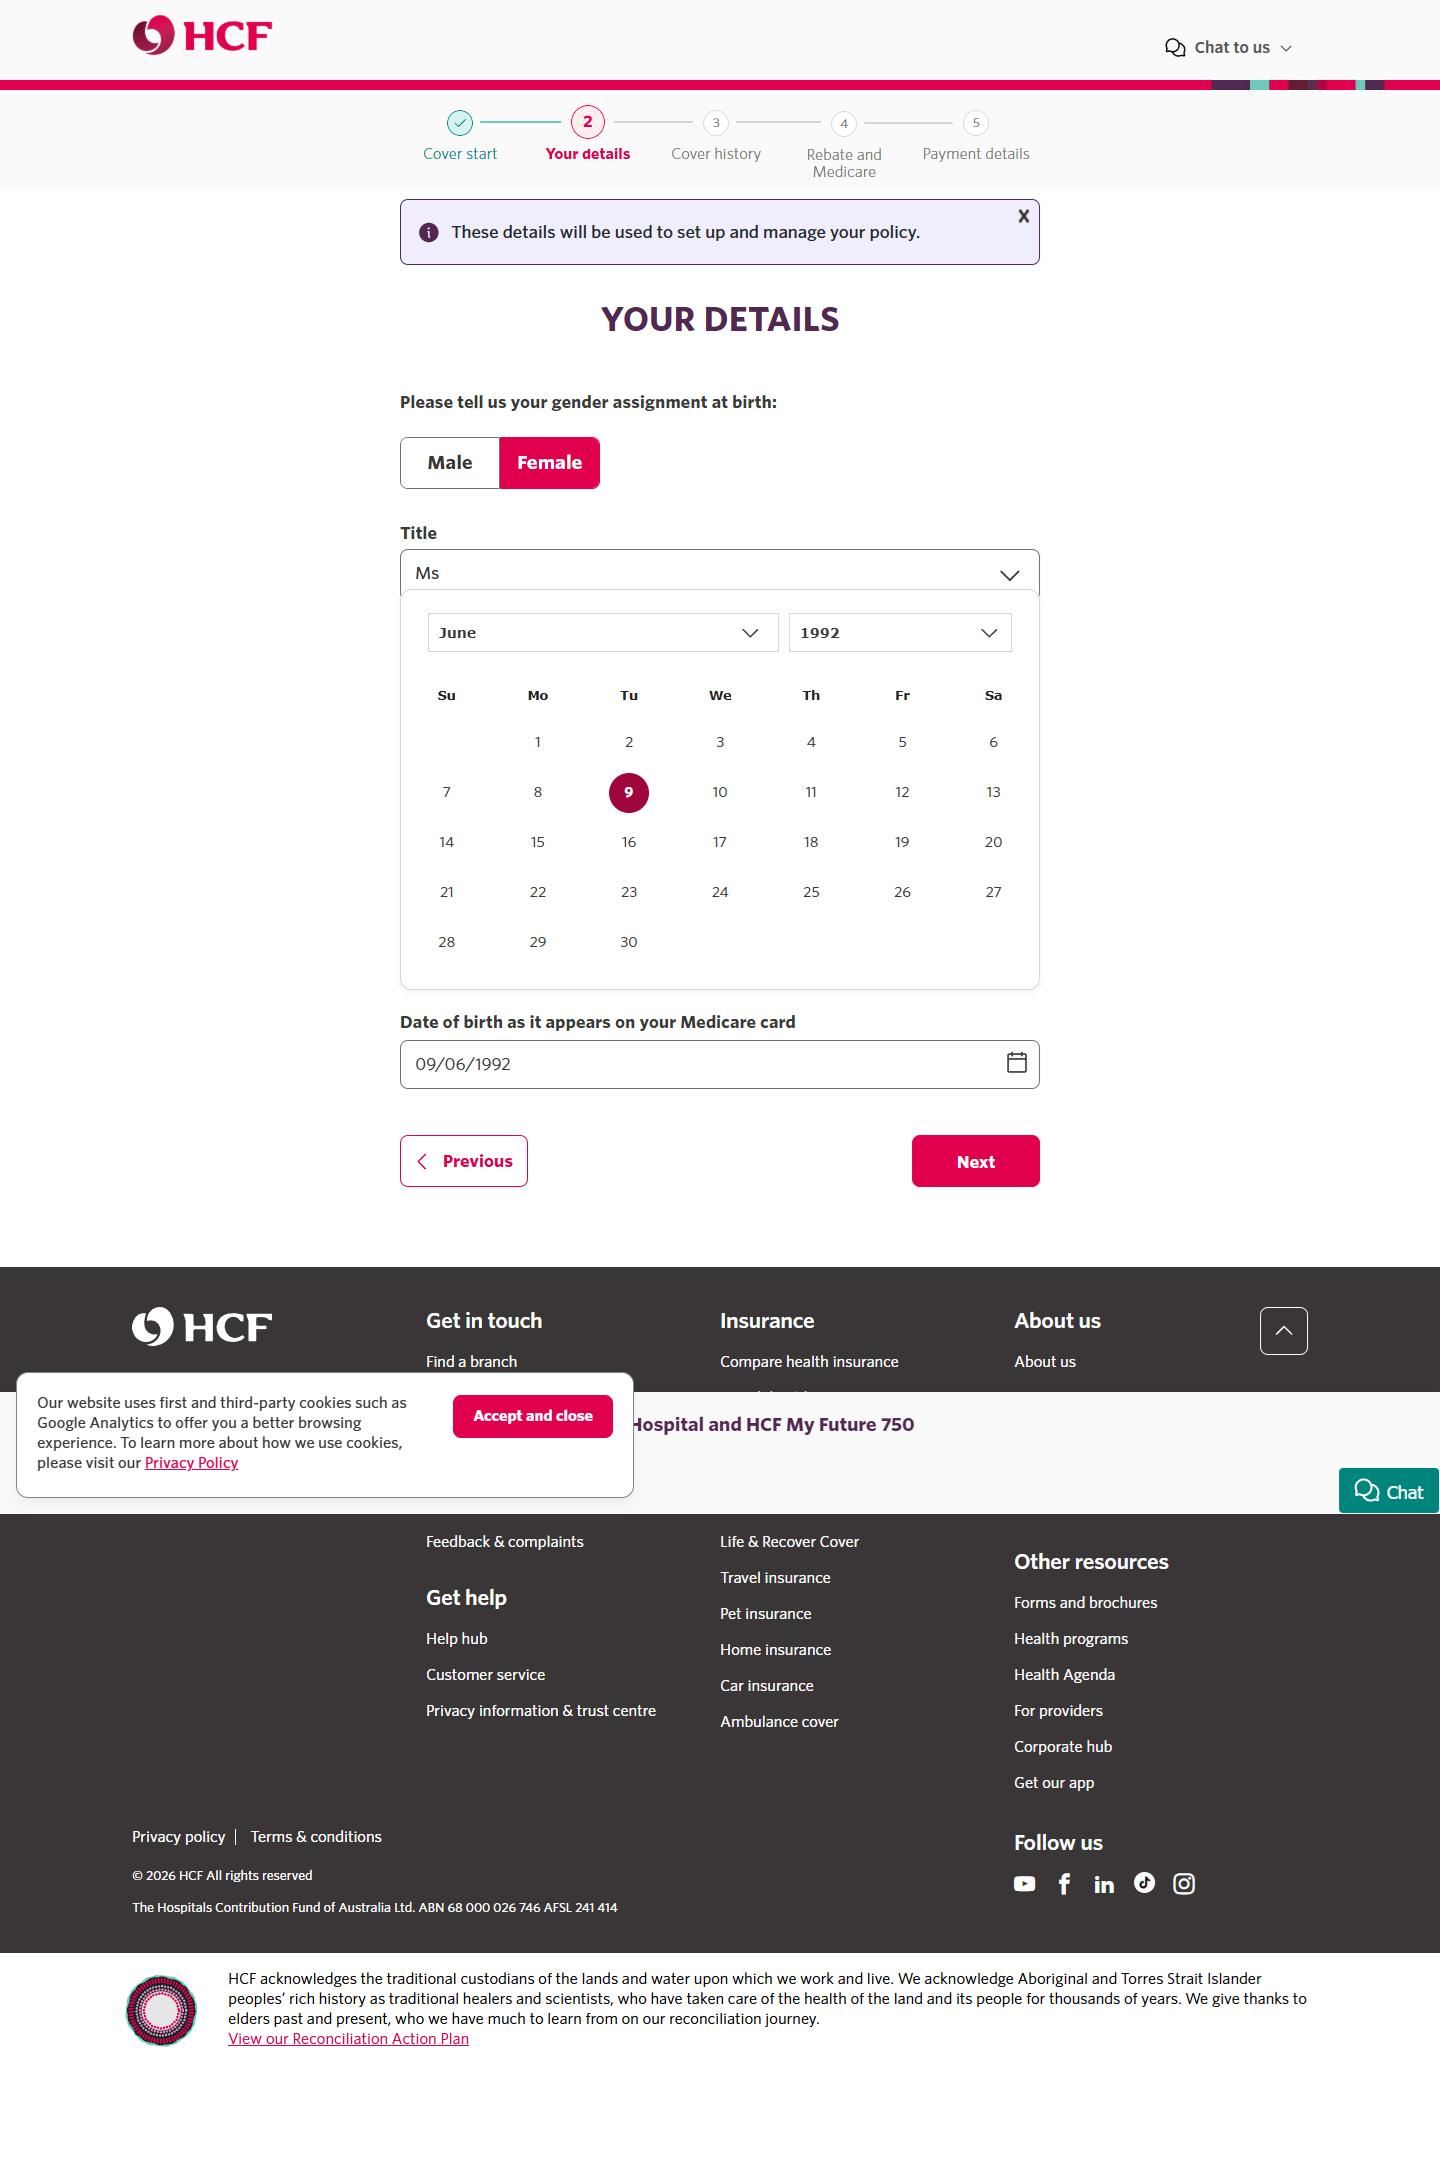 HCF
Chat to us
2
3
4
5
Cover start
Your details
Cover history
Rebate and
Medicare
Payment details
These details will be used to set up and manage your policy.
X
YOUR DETAILS
Please tell us your gender assignment at birth:
Male
Female
Title
Ms
June
1992
Su Mo Tu We Th Fr Sa
1 2 3 4 5 6
7 8 9 10 11 12 13
14 15 16 17 18 19 20
21 22 23 24 25 26 27
28 29 30
Date of birth as it appears on your Medicare card
09/06/1992
Previous
Next
HCF
Get in touch
Insurance
About us
Find a branch
Compare health insurance
About us
Our website uses first and third-party cookies such as
Google Analytics to offer you a better browsing
experience. To learn more about how we use cookies,
please visit our Privacy Policy
Accept and close
Hospital and HCF My Future 750
Chat
Feedback & complaints
Get help
Help hub
Customer service
Privacy information & trust centre
Life & Recover Cover
Travel insurance
Pet insurance
Home insurance
Car insurance
Ambulance cover
Other resources
Forms and brochures
Health programs
Health Agenda
For providers
Corporate hub
Get our app
Privacy policy
Terms & conditions
Follow us
© 2026 HCF All rights reserved
The Hospitals Contribution Fund of Australia Ltd. ABN 68 000 026 746 AFSL 241 414
HCF acknowledges the traditional custodians of the lands and water upon which we work and live. We acknowledge Aboriginal and Torres Strait Islander
peoples’ rich history as traditional healers and scientists, who have taken care of the health of the land and its people for thousands of years. We give thanks to
elders past and present, who we have much to learn from on our reconciliation journey.
View our Reconciliation Action Plan